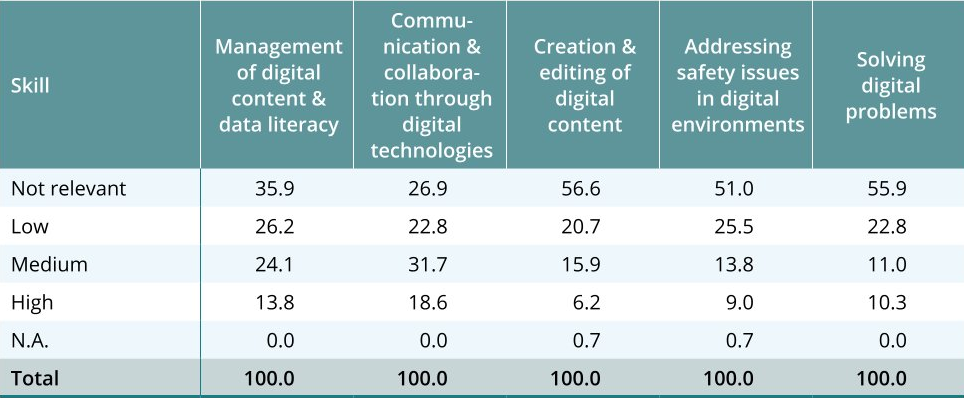 Skill
Management
of digital
content &
data literacy
Commu-
nication &
collabora-
tion through
digital
technologies
Creation &
editing of
digital
content
Addressing
safety issues
in digital
environments
Solving
digital
problems
Not relevant 35.9 26.9 56.6 51.0 55.9
Low 26.2 22.8 20.7 25.5 22.8
Medium 24.1 31.7 15.9 13.8 11.0
High 13.8 18.6 6.2 9.0 10.3
N.A. 0.0 0.0 0.7 0.7 0.0
Total 100.0 100.0 100.0 100.0 100.0